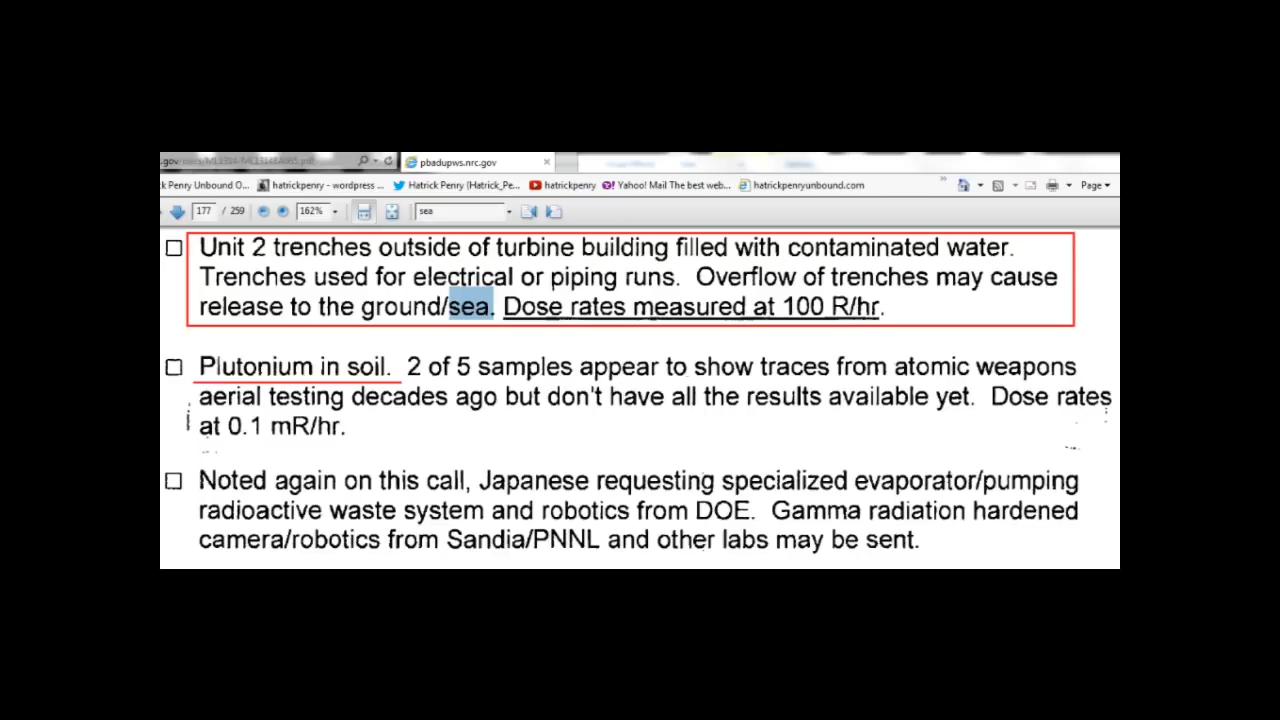 .gov/
pbadupws.nrc.gov
k Penry Unbound O... hatrickpenry - wordpress ... Hatrick Penry (Hatrick_Pe... hatrickpenry Yahoo! Mail The best web... hatrickpenryunbound.com Page
177 / 259 162% sea
Unit 2 trenches outside of turbine building filled with contaminated water.
Trenches used for electrical or piping runs. Overflow of trenches may cause
release to the ground/sea. Dose rates measured at 100 R/hr.
Plutonium in soil. 2 of 5 samples appear to show traces from atomic weapons
aerial testing decades ago but don't have all the results available yet. Dose rates
at 0.1 mR/hr.
Noted again on this call, Japanese requesting specialized evaporator/pumping
radioactive waste system and robotics from DOE. Gamma radiation hardened
camera/robotics from Sandia/PNNL and other labs may be sent.